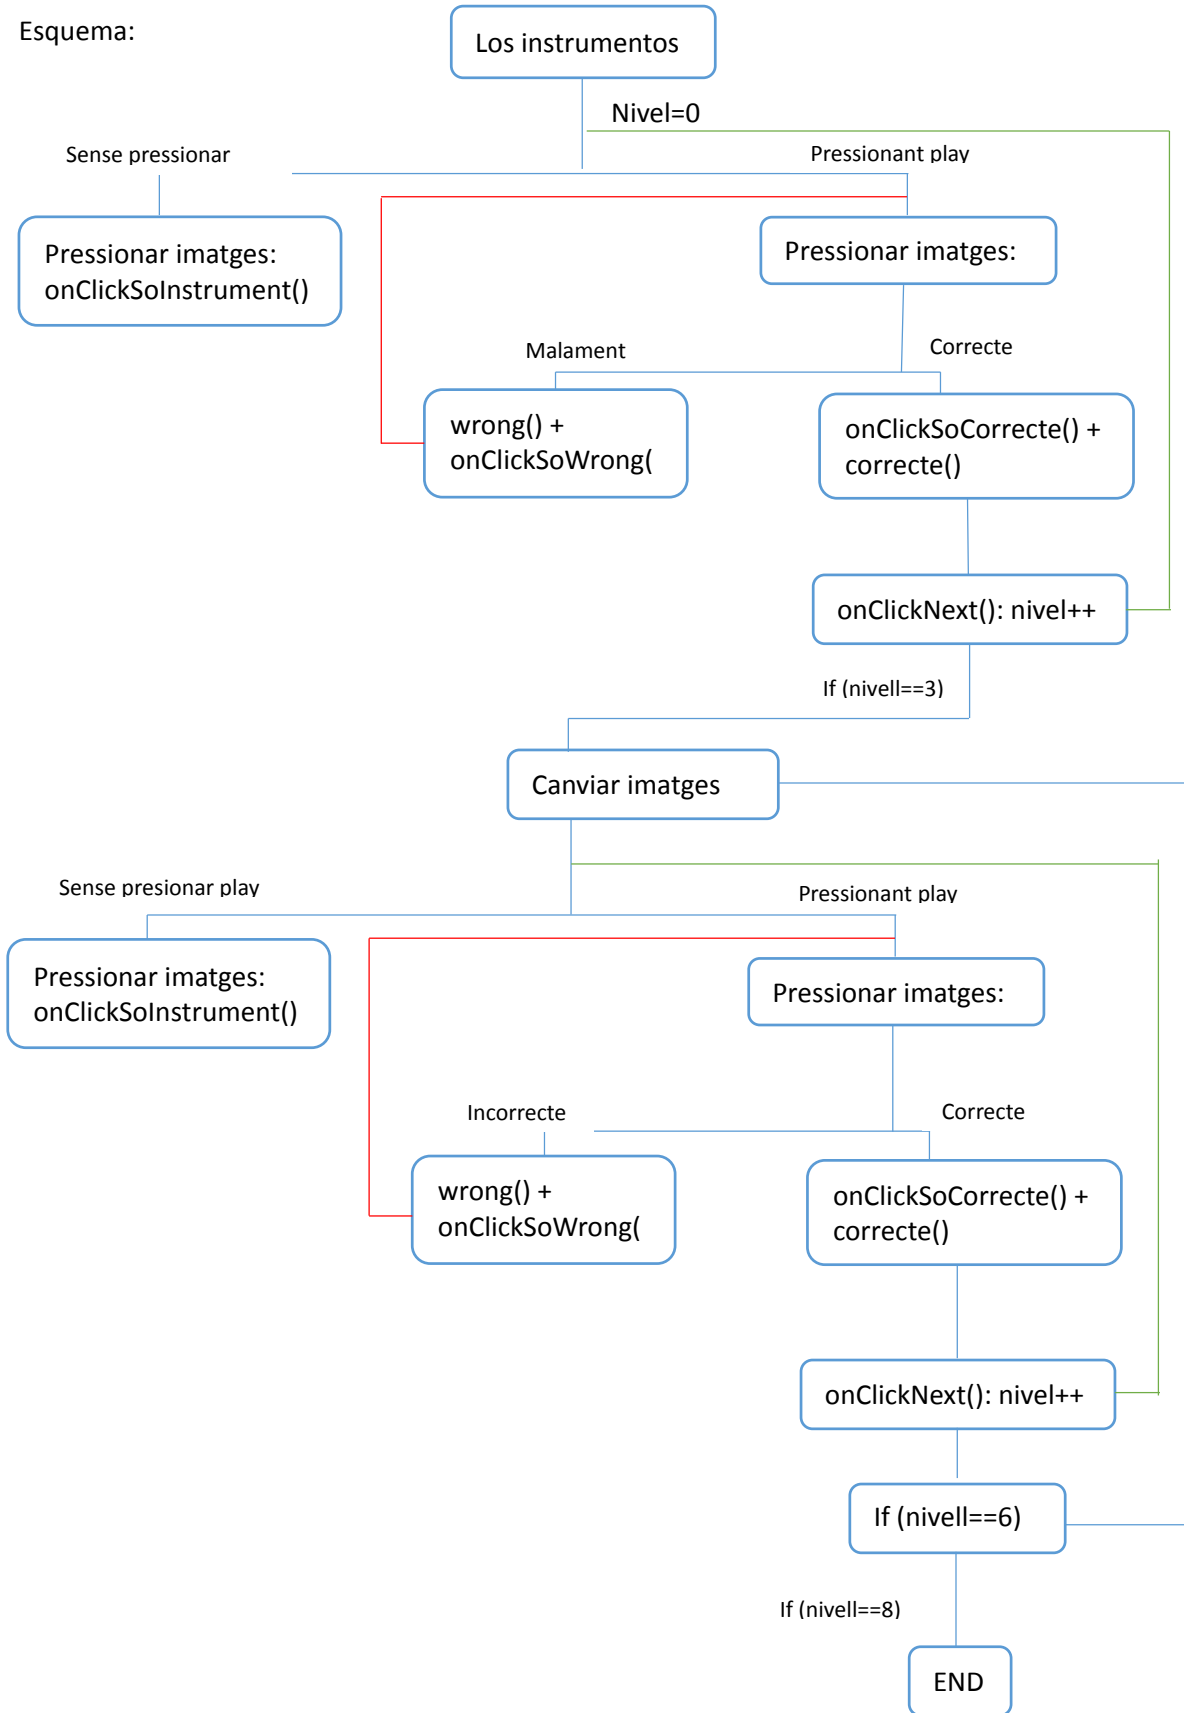 Esquema:
Los instrumentos
Nivel=0
Sense pressionar
Pressionant play
Pressionar imatges:
onClickSoInstrument()
Pressionar imatges:
Malament
Correcte
wrong() +
onClickSoWrong(
onClickSoCorrecte() +
correcte()
onClickNext(): nivel++
If (nivell==3)
Canviar imatges
Sense presionar play
Pressionant play
Pressionar imatges:
onClickSoInstrument()
Pressionar imatges:
Incorrecte
Correcte
wrong() +
onClickSoWrong(
onClickSoCorrecte() +
correcte()
onClickNext(): nivel++
If (nivell==6)
If (nivell==8)
END